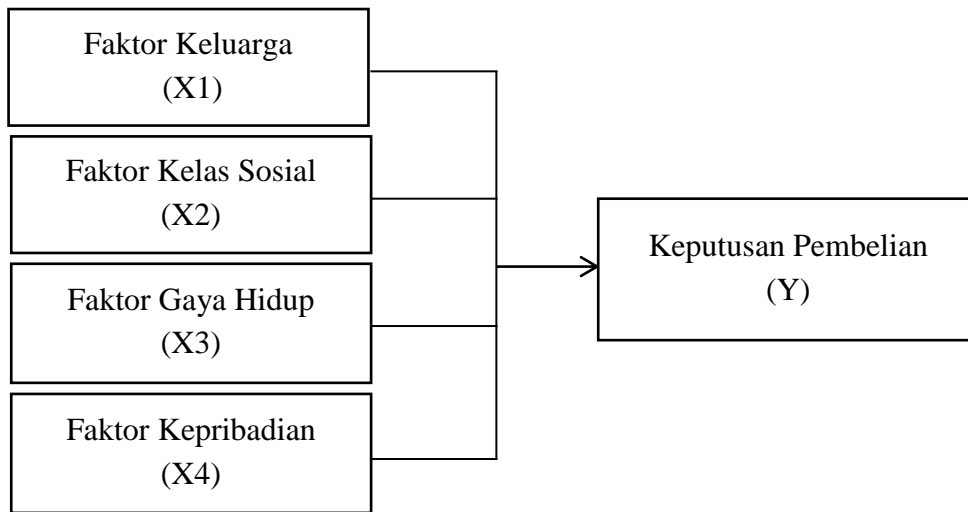 Faktor Keluarga
(X1)
Faktor Kelas Sosial
(X2)
Faktor Gaya Hidup
(X3)
Faktor Kepribadian
(X4)
Keputusan Pembelian
(Y)